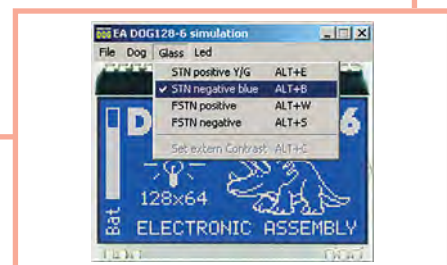 EA DOG128-6 simulation
File Dog Glass Led
STN positive Y/G ALT+E
STN negative blue ALT+B
FSTN positive ALT+W
FSTN negative ALT+S
Set extern Contrast ALT+C
D 6
128x64
Bat
ELECTRONIC ASSEMBLY